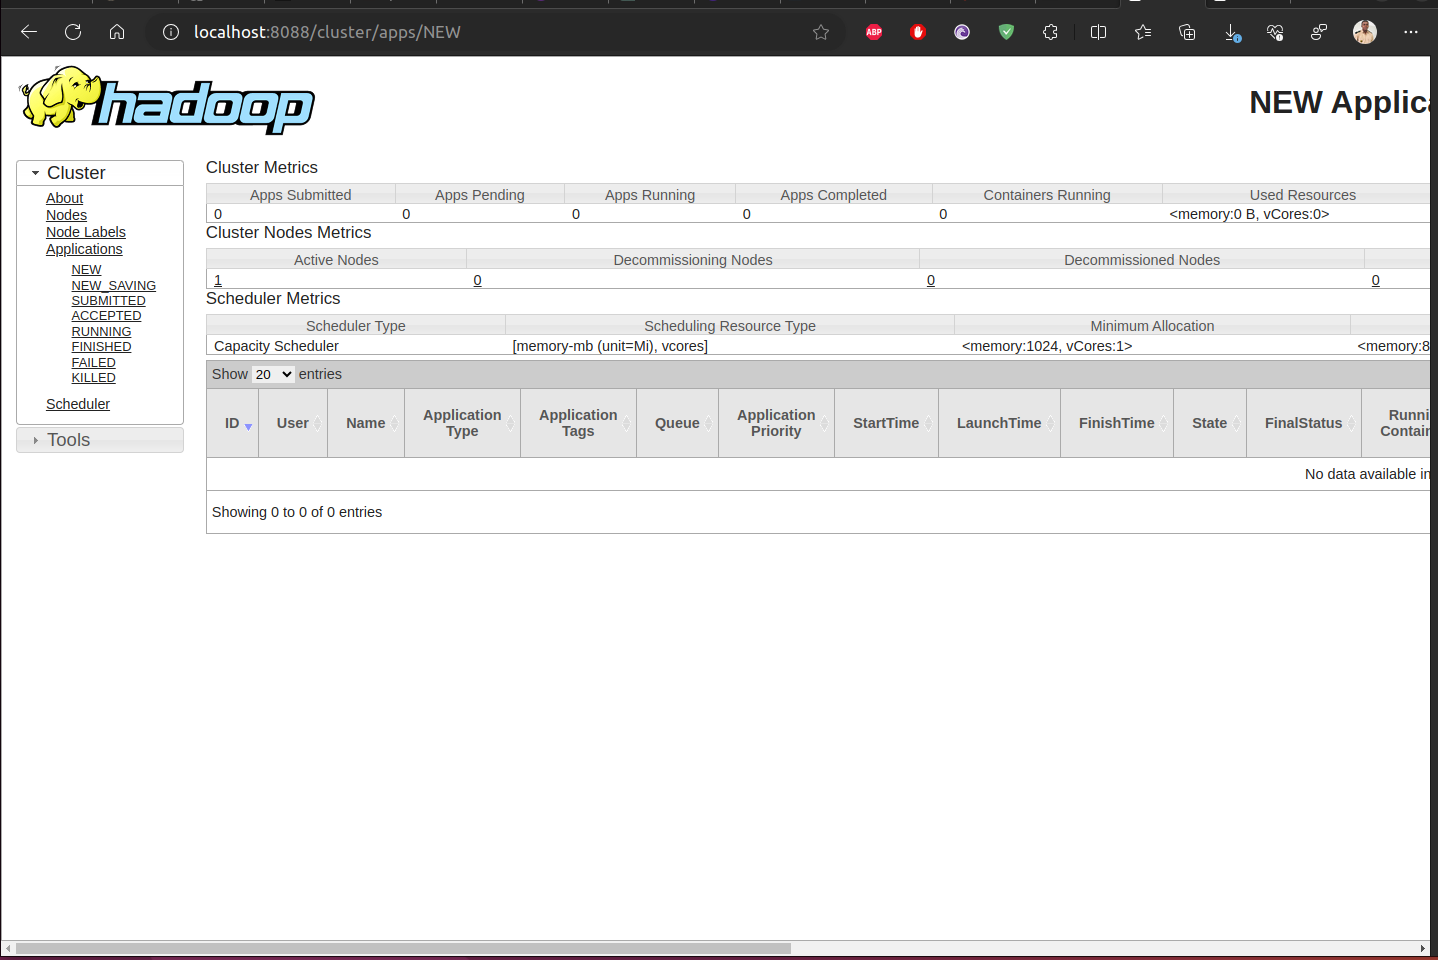 localhost:8088/cluster/apps/NEW
ABP
hadoop
NEW Applic
Cluster
About
Nodes
Node Labels
Applications
NEW
NEW_SAVING
SUBMITTED
ACCEPTED
RUNNING
FINISHED
FAILED
KILLED
Scheduler
Tools
Cluster Metrics
Apps Submitted Apps Pending Apps Running Apps Completed Containers Running Used Resources
0 0 0 0 0 <memory:0 B, vCores:0>
Cluster Nodes Metrics
Active Nodes Decommissioning Nodes Decommissioned Nodes
1 0 0 0
Scheduler Metrics
Scheduler Type Scheduling Resource Type Minimum Allocation
Capacity Scheduler [memory-mb (unit=Mi), vcores] <memory:1024, vCores:1> <memory:8
Show 20 entries
ID User Name Application Type Application Tags Queue Application Priority StartTime LaunchTime FinishTime State FinalStatus Runni Contain
No data available in
Showing 0 to 0 of 0 entries